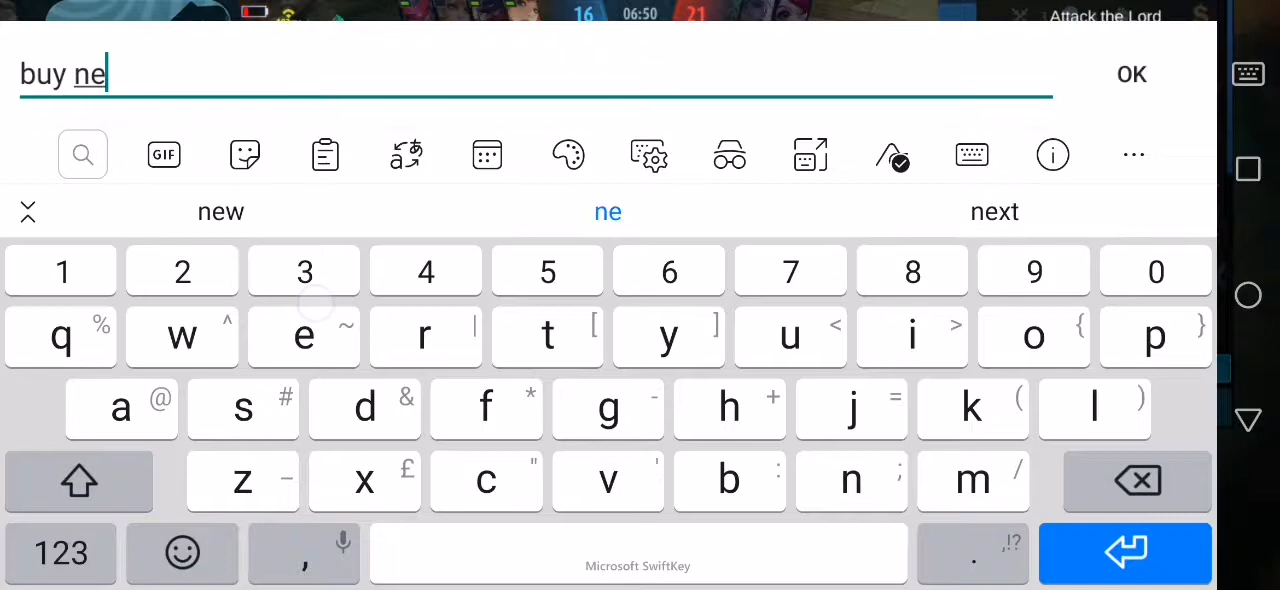 16 06:50 21 Attack the Lord
buy ne OK
GIF
new ne next
1 2 3 4 5 6 7 8 9 0
q % w ^ e ~ r | t [ y ] u < i > o { p }
a @ s # d & f * g - h + j = k ( l )
z _ x £ c " v ' b : n ; m /
123 , Microsoft SwiftKey . ,!?